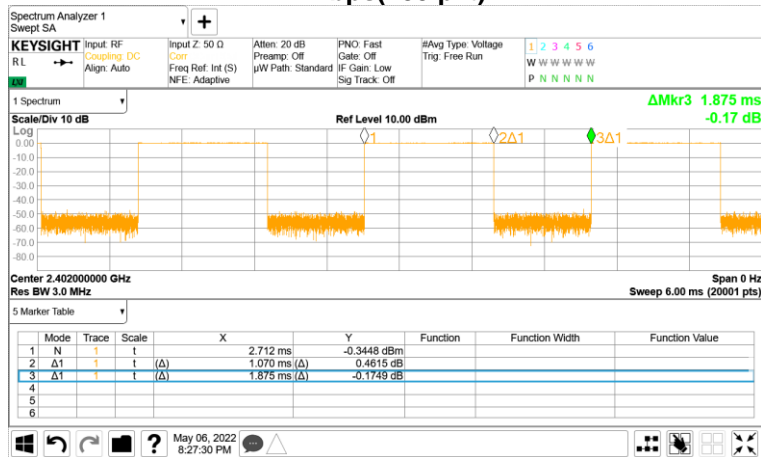 Spectrum Analyzer 1
Swept SA
+
KEYSIGHT Input: RF Input Z: 50 Ω Atten: 20 dB PNO: Fast #Avg Type: Voltage 1 2 3 4 5 6
R L Coupling: DC Corr Preamp: Off Gate: Off Trig: Free Run
Align: Auto Freq Ref: Int (S) µW Path: Standard IF Gain: Low W W W W W W
LU NFE: Adaptive Sig Track: Off P N N N N N
1 Spectrum ΔMkr3 1.875 ms
Scale/Div 10 dB Ref Level 10.00 dBm -0.17 dB
Log
1 2Δ1 3Δ1
0.00
-10.0
-20.0
-30.0
-40.0
-50.0
-60.0
-70.0
-80.0
Center 2.402000000 GHz Span 0 Hz
Res BW 3.0 MHz Sweep 6.00 ms (20001 pts)
5 Marker Table
Mode Trace Scale X Y Function Function Width Function Value
1 N 1 t 2.712 ms -0.3448 dBm
2 Δ1 1 t (Δ) 1.070 ms (Δ) 0.4615 dB
3 Δ1 1 t (Δ) 1.875 ms (Δ) -0.1749 dB
4
5
6
? May 06, 2022
8:27:30 PM